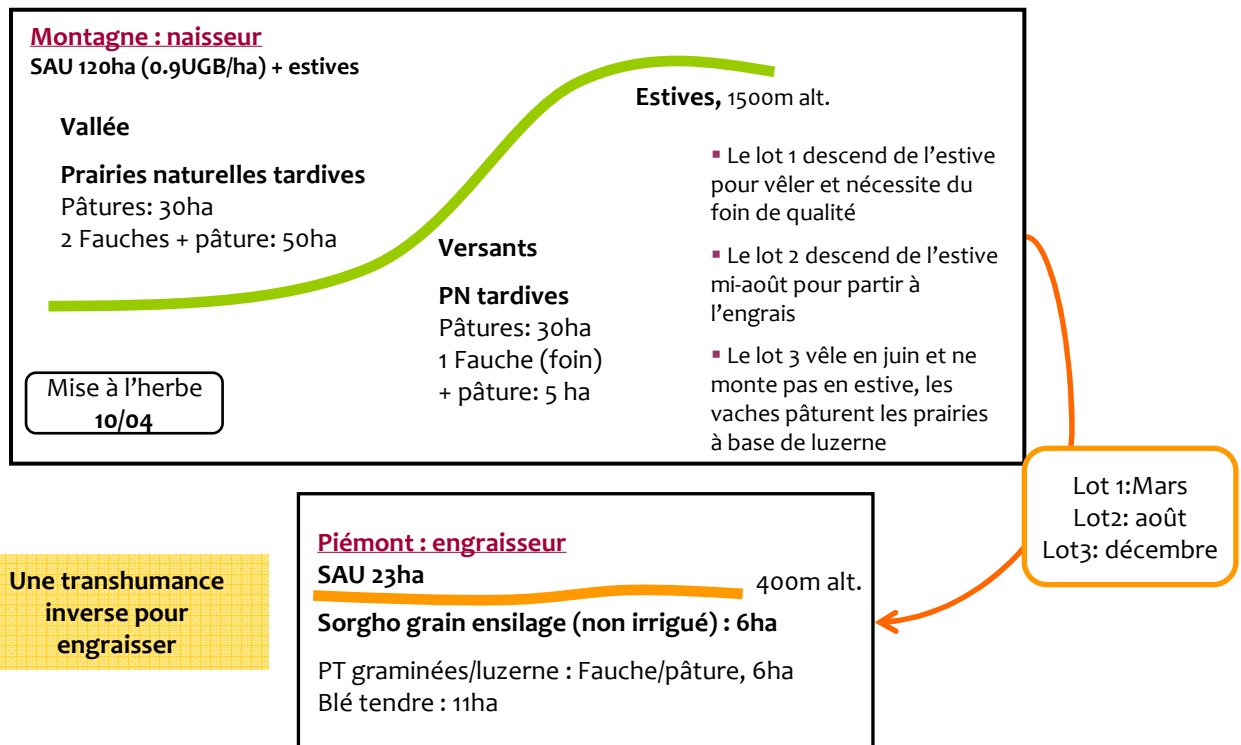 Montagne : naisseur
SAU 120ha (0.9UGB/ha) + estives
Vallée
Prairies naturelles tardives
Pâtures: 30ha
2 Fauches + pâture: 50ha
Mise à l’herbe
10/04
Versants
PN tardives
Pâtures: 30ha
1 Fauche (foin)
+ pâture: 5 ha
Estives, 1500m alt.
▪ Le lot 1 descend de l’estive
pour vêler et nécessite du
foin de qualité
▪ Le lot 2 descend de l’estive
mi-août pour partir à
l’engrais
▪ Le lot 3 vêle en juin et ne
monte pas en estive, les
vaches pâturent les prairies
à base de luzerne
Lot 1:Mars
Lot2: août
Lot3: décembre
Une transhumance
inverse pour
engraisser
Piémont : engraisseur
SAU 23ha
400m alt.
Sorgho grain ensilage (non irrigué) : 6ha
PT graminées/luzerne : Fauche/pâture, 6ha
Blé tendre : 11ha